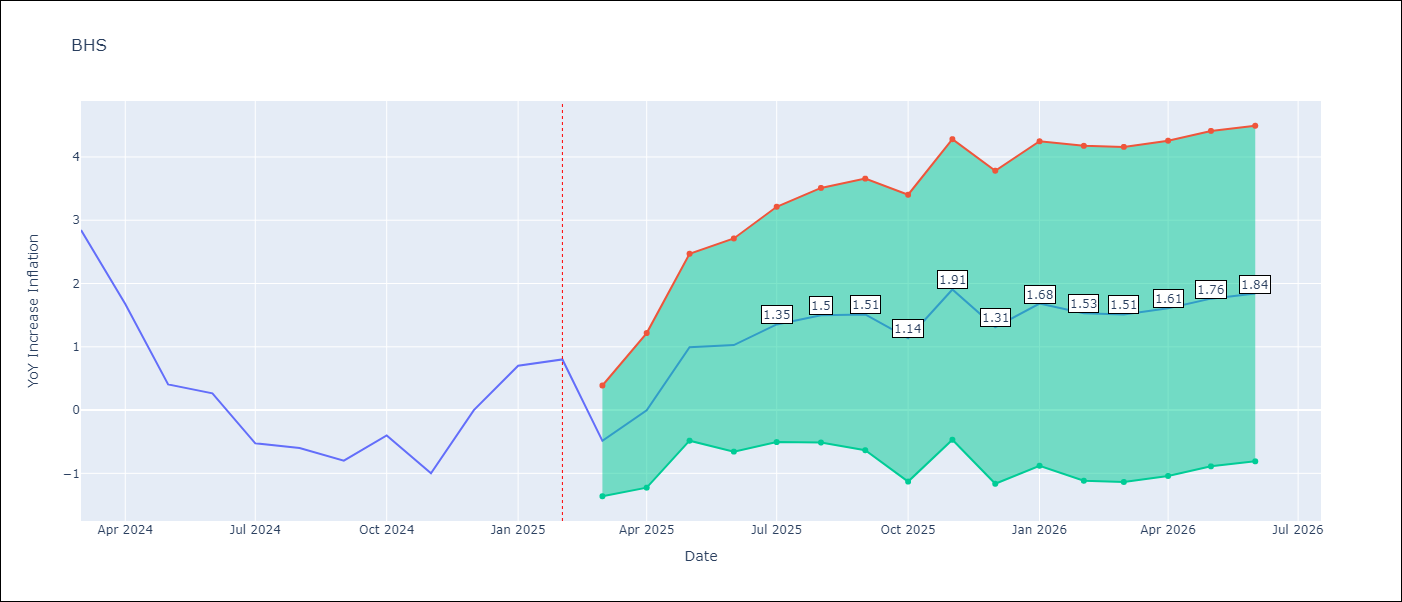 BHS
YoY Increase Inflation
4
3
2
1
0
−1
1.35
1.5
1.51
1.14
1.91
1.31
1.68
1.53
1.51
1.61
1.76
1.84
Apr 2024
Jul 2024
Oct 2024
Jan 2025
Apr 2025
Jul 2025
Oct 2025
Jan 2026
Apr 2026
Jul 2026
Date